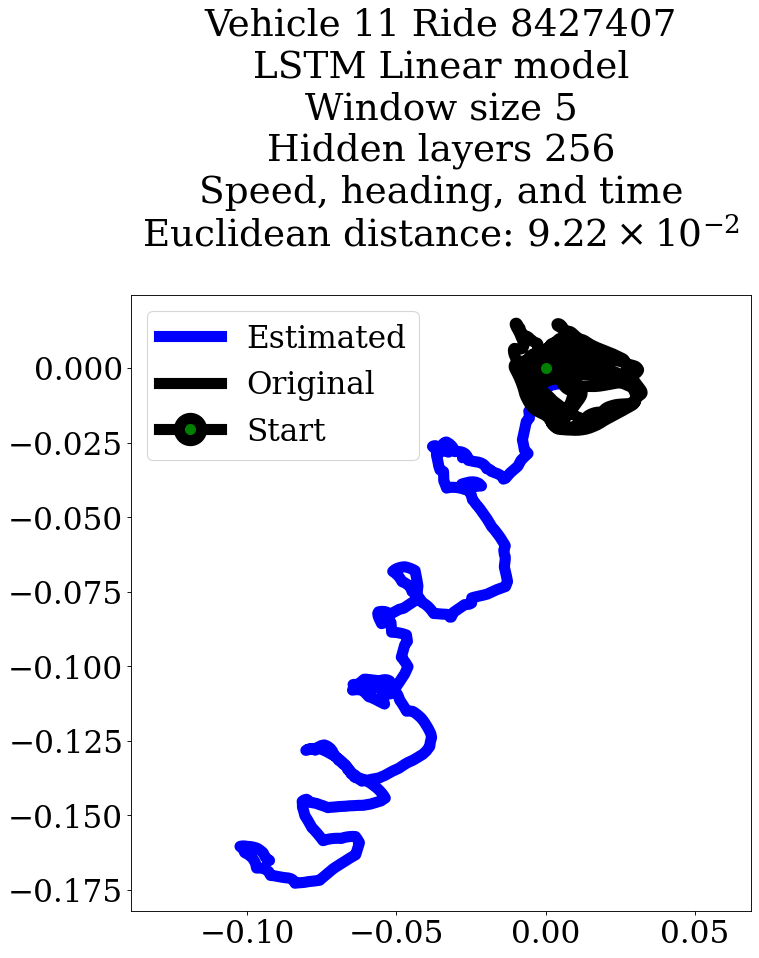 Vehicle 11 Ride 8427407
LSTM Linear model
Window size 5
Hidden layers 256
Speed, heading, and time
Euclidean distance: 9.22 × 10⁻²
Estimated
Original
Start
0.000
−0.025
−0.050
−0.075
−0.100
−0.125
−0.150
−0.175
−0.10 −0.05 0.00 0.05